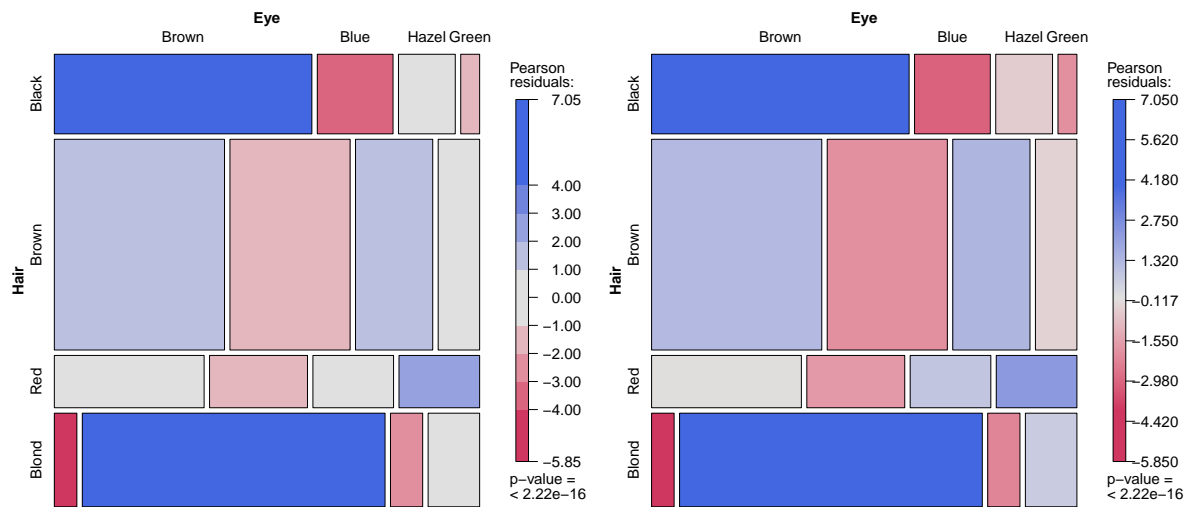 Eye
Brown Blue Hazel Green
Hair
Black
Brown
Red
Blond
Pearson
residuals:
7.05
4.00
3.00
2.00
1.00
0.00
−1.00
−2.00
−3.00
−4.00
−5.85
p−value =
< 2.22e−16
Eye
Brown Blue Hazel Green
Hair
Black
Brown
Red
Blond
Pearson
residuals:
7.050
5.620
4.180
2.750
1.320
−0.117
−1.550
−2.980
−4.420
−5.850
p−value =
< 2.22e−16